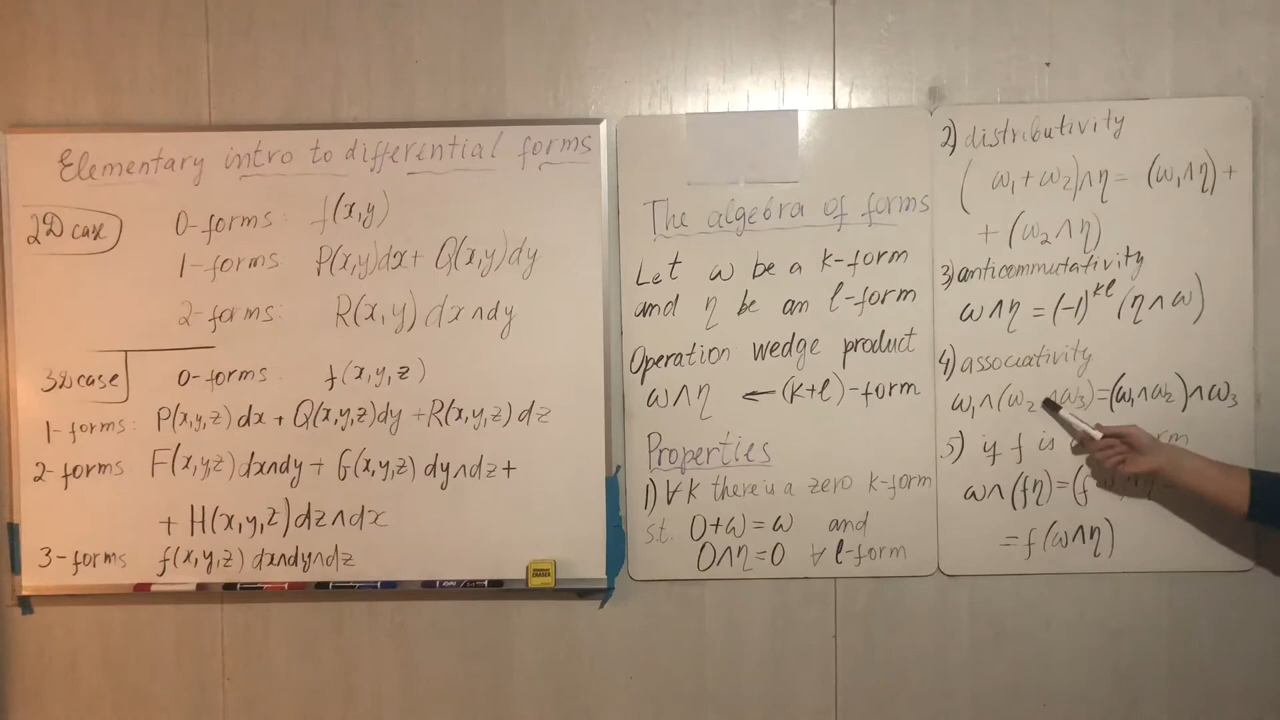 Elementary intro to differential forms
2D case
0-forms: f(x,y)
1-forms: P(x,y)dx + Q(x,y)dy
2-forms: R(x,y) dx∧dy
3D case
0-forms: f(x,y,z)
1-forms: P(x,y,z) dx + Q(x,y,z)dy + R(x,y,z) dz
2-forms F(x,y,z) dx∧dy + G(x,y,z) dy∧dz +
+ H(x,y,z) dz∧dx
3-forms f(x,y,z) dx∧dy∧dz
The algebra of forms
Let ω be a k-form
and η be an l-form
Operation wedge product
ω∧η ← (k+l)-form
Properties
1) ∀k there is a zero k-form
s.t. 0+ω=ω and
0∧η=0 ∀ l-form
2) distributivity
(ω₁+ω₂)∧η = (ω₁∧η) +
+ (ω₂∧η)
3) anticommutativity
ω∧η = (-1)^kl (η∧ω)
4) associativity
ω₁∧(ω₂∧ω₃)=(ω₁∧ω₂)∧ω₃
5) if f is
ω∧(fη)=(f
= f(ω∧η)